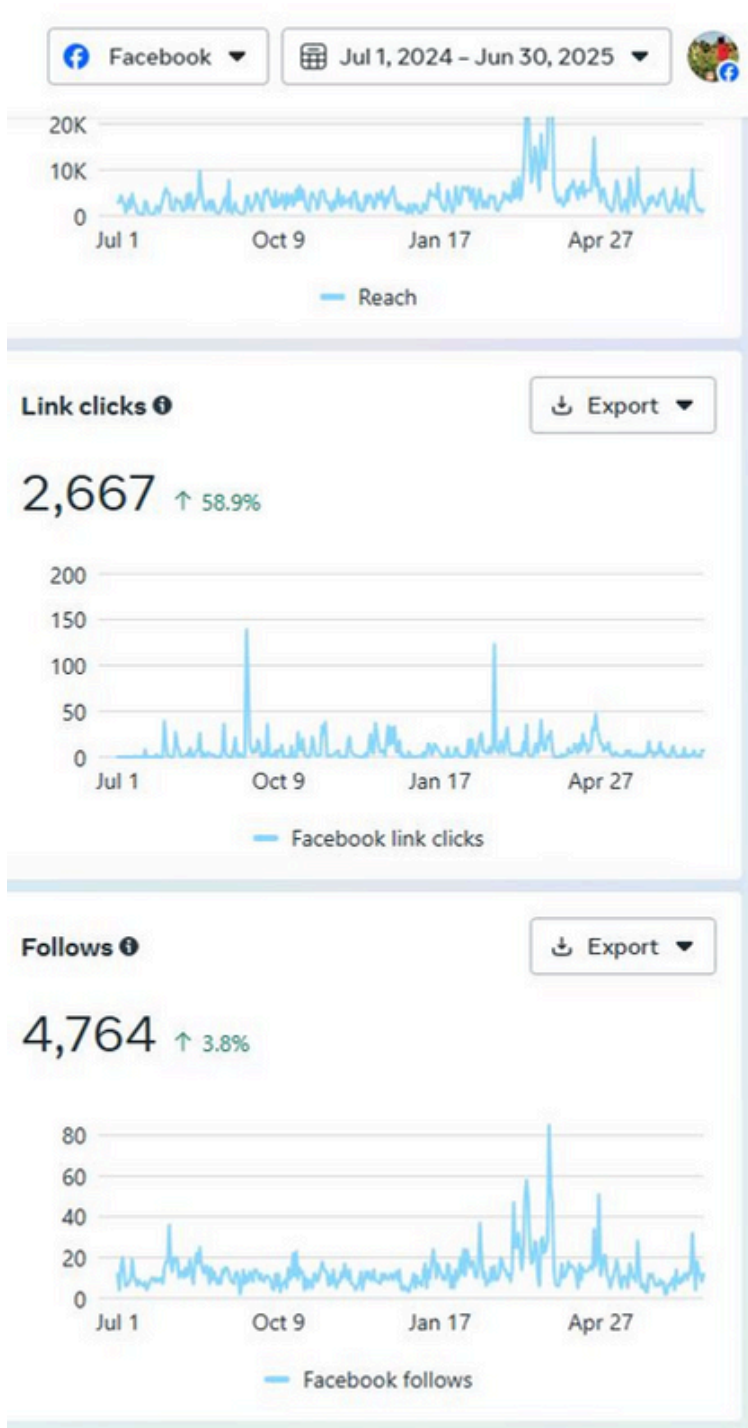 Facebook
Jul 1, 2024 – Jun 30, 2025
20K
10K
0
Jul 1 Oct 9 Jan 17 Apr 27
Reach
Link clicks
Export
2,667 ↑ 58.9%
200
150
100
50
0
Jul 1 Oct 9 Jan 17 Apr 27
Facebook link clicks
Follows
Export
4,764 ↑ 3.8%
80
60
40
20
0
Jul 1 Oct 9 Jan 17 Apr 27
Facebook follows